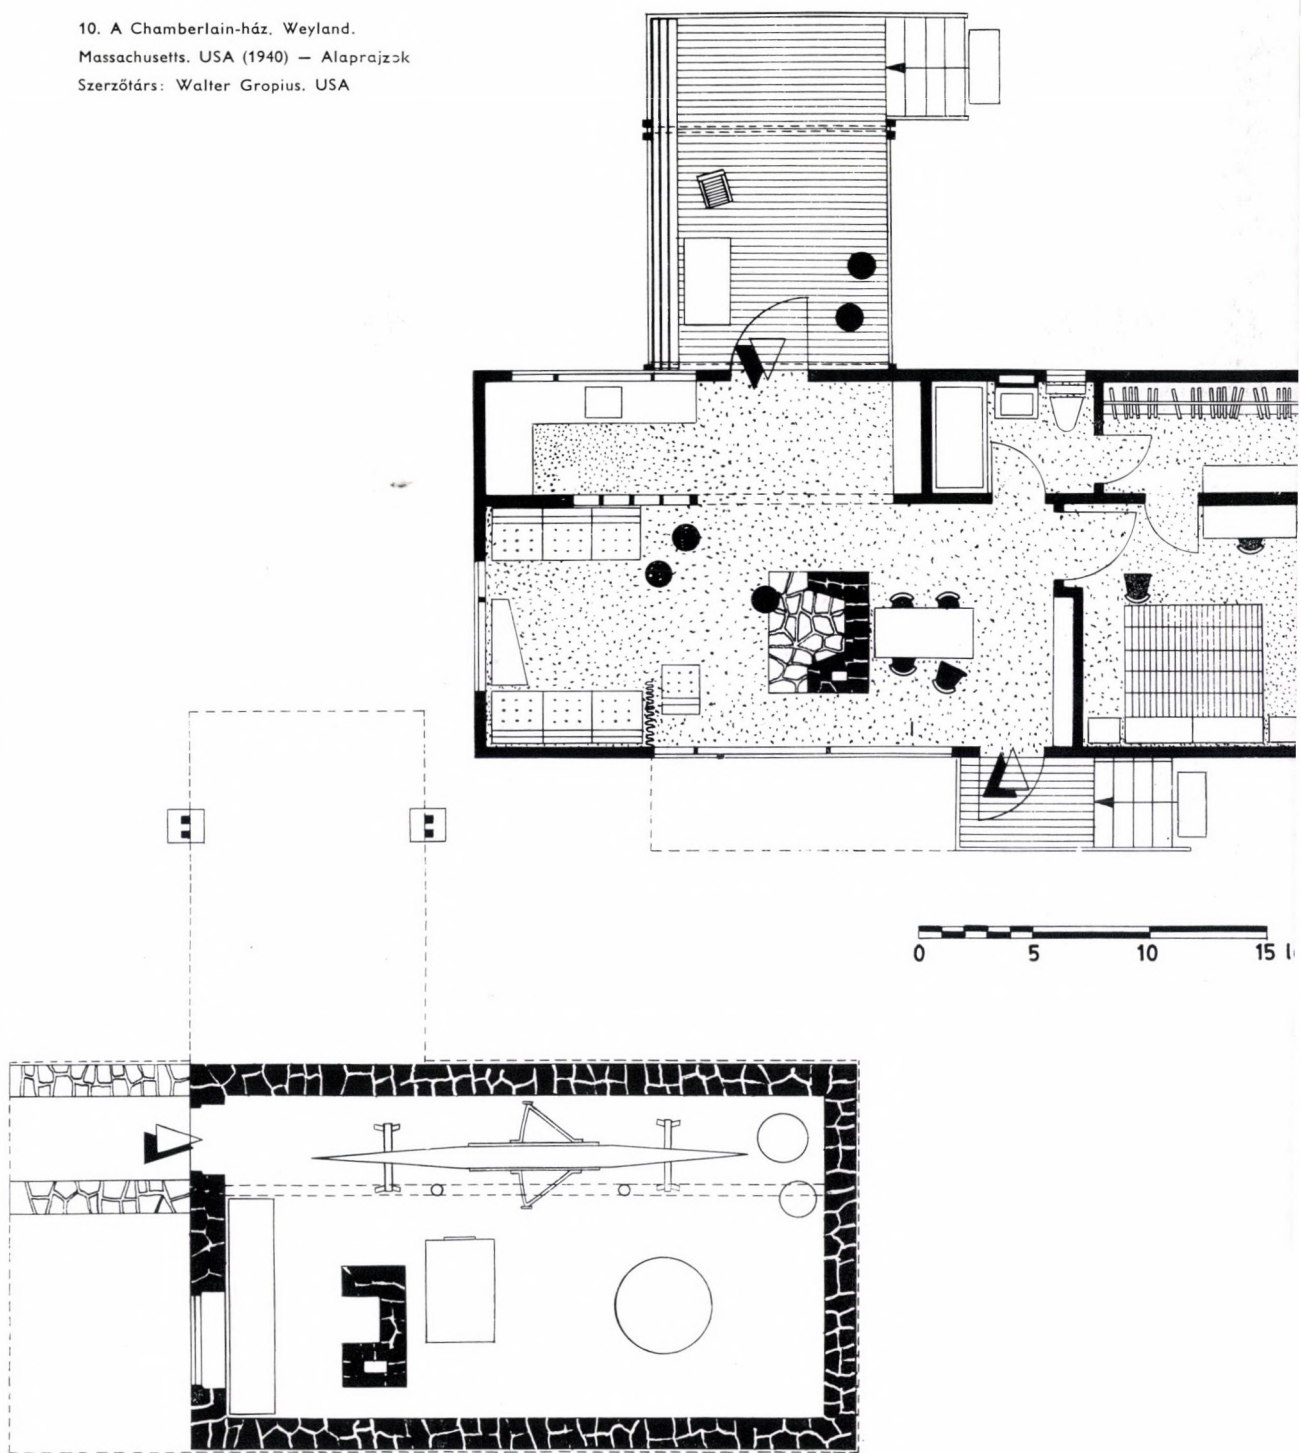 10. A Chamberlain-ház, Weyland.
Massachusetts. USA (1940) — Alaprajzok
Szerzőtárs: Walter Gropius. USA
0 5 10 15